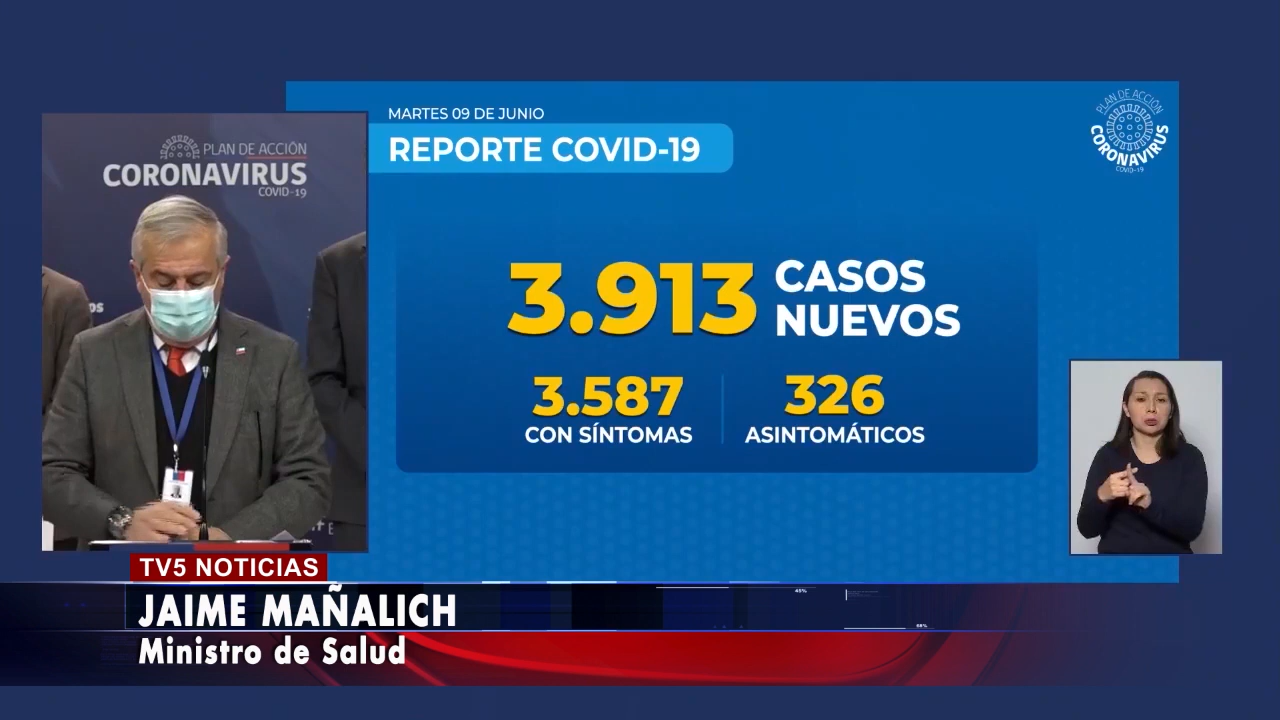 MARTES 09 DE JUNIO
REPORTE COVID-19
PLAN DE ACCIÓN
CORONAVIRUS
COVID-19
PLAN DE ACCIÓN
CORONAVIRUS
COVID-19
3.913 CASOS
NUEVOS
3.587
CON SÍNTOMAS
326
ASINTOMÁTICOS
TV5 NOTICIAS
JAIME MAÑALICH
Ministro de Salud
45%